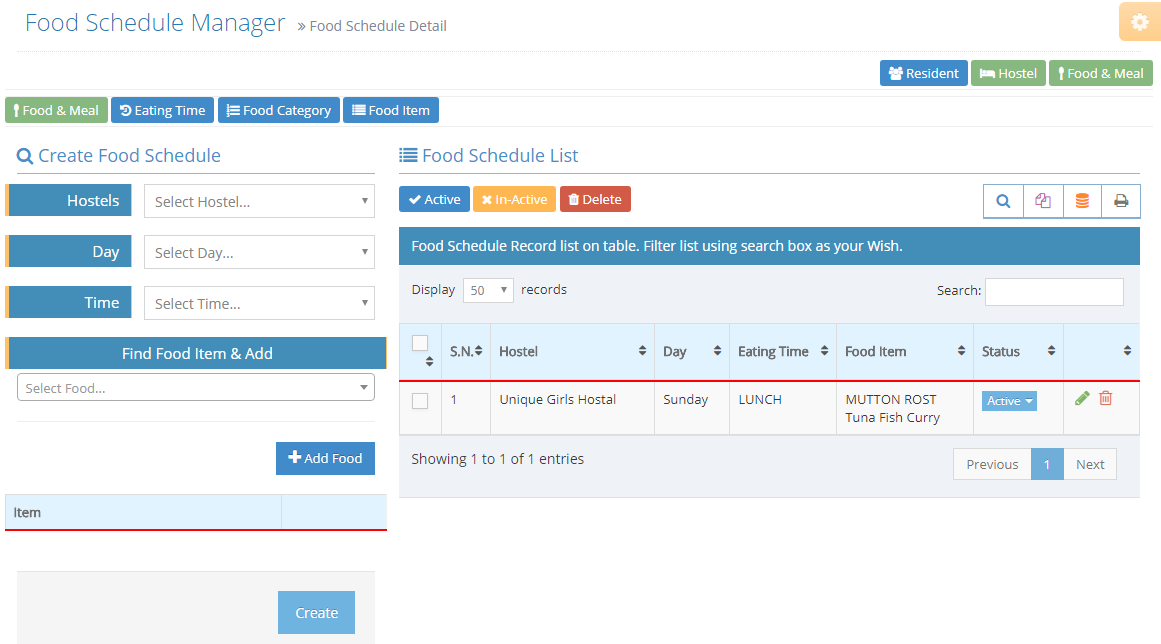 Food Schedule Manager » Food Schedule Detail
Resident Hostel Food & Meal
Food & Meal Eating Time Food Category Food Item
Create Food Schedule
Hostels Select Hostel...
Day Select Day...
Time Select Time...
Find Food Item & Add
Select Food...
Add Food
Item
Create
Food Schedule List
Active In-Active Delete
Food Schedule Record list on table. Filter list using search box as your Wish.
Display 50 records Search:
S.N. Hostel Day Eating Time Food Item Status
1 Unique Girls Hostal Sunday LUNCH MUTTON ROST Active
Tuna Fish Curry
Showing 1 to 1 of 1 entries
Previous 1 Next